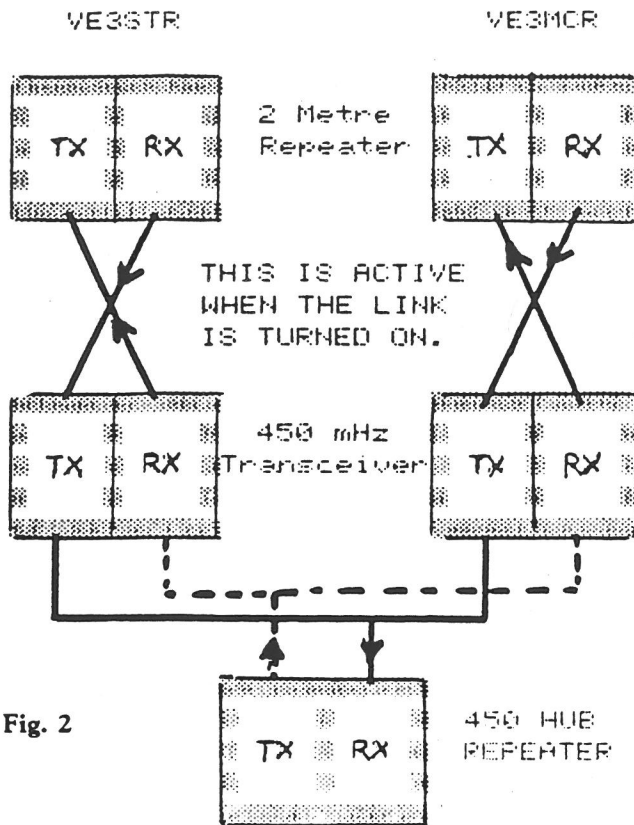 VE3STR
VE3MCR
TX RX
2 Metre
Repeater
TX RX
THIS IS ACTIVE
WHEN THE LINK
IS TURNED ON.
TX RX
450 mHz
Transceiver
TX RX
Fig. 2
TX RX
450 HUB
REPEATER